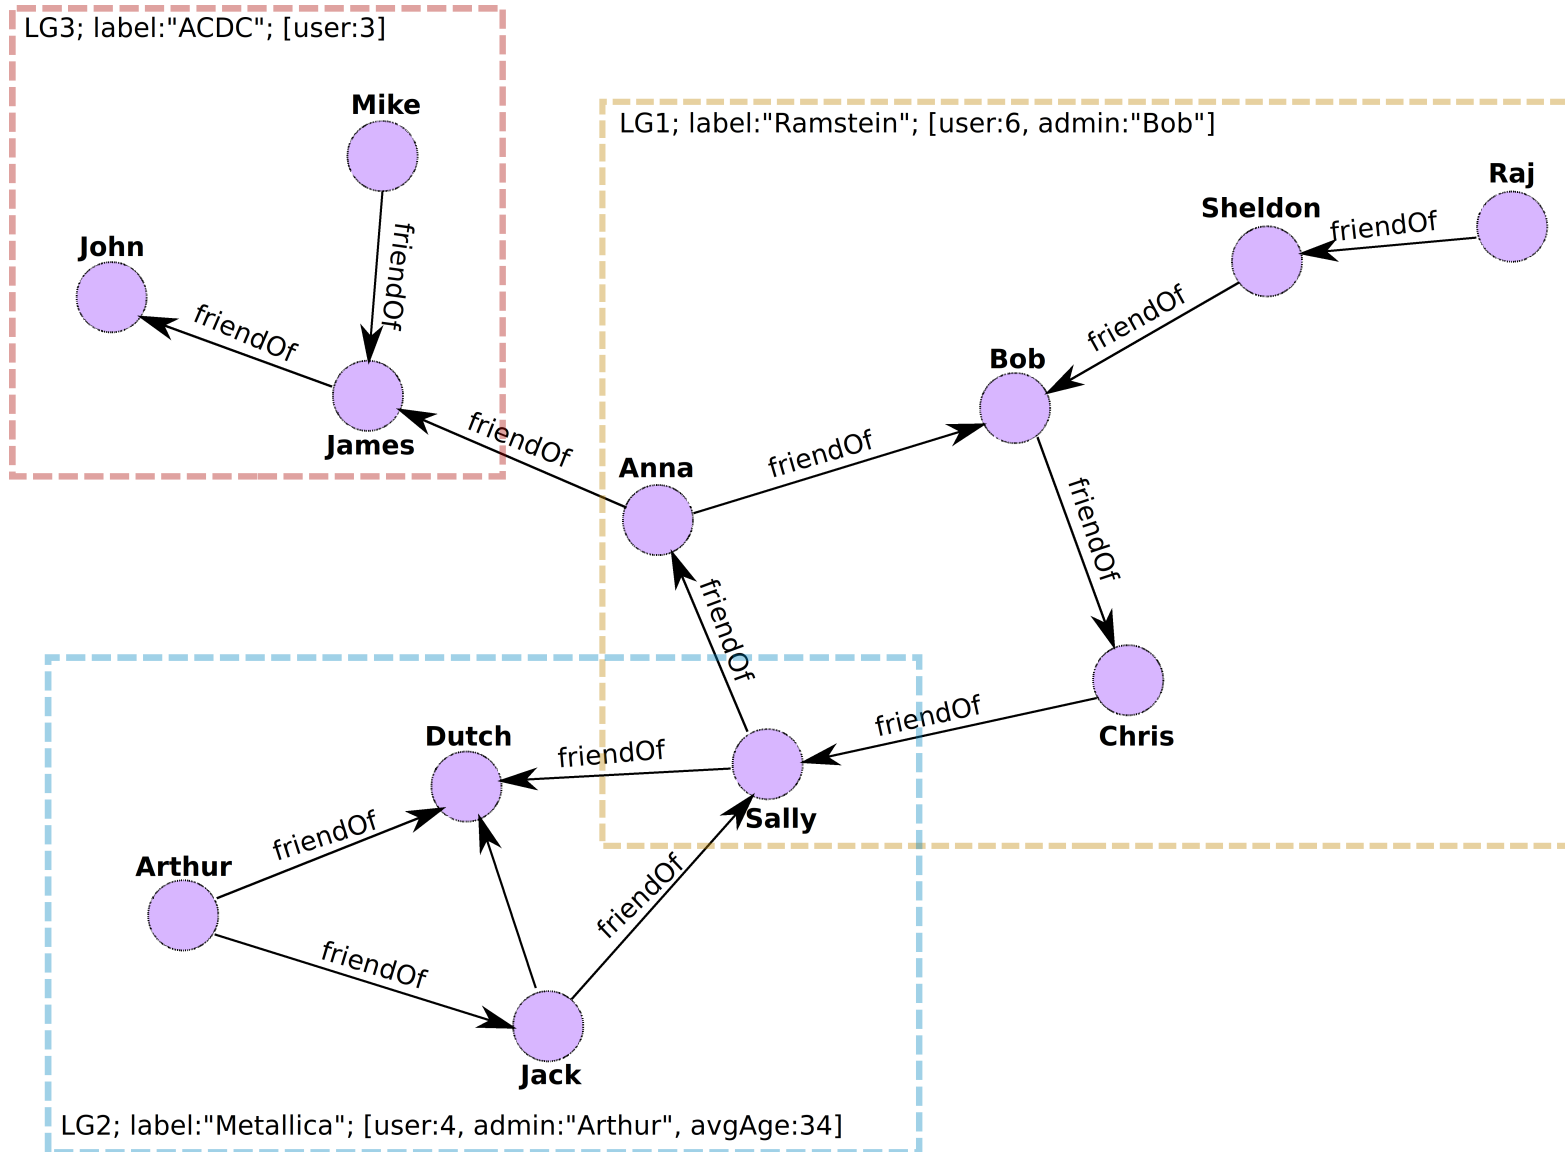 LG3; label:"ACDC"; [user:3]
Mike
friendOf
John
friendOf
James
friendOf
LG1; label:"Ramstein"; [user:6, admin:"Bob"]
Raj
Sheldon
friendOf
friendOf
Bob
friendOf
Anna
friendOf
friendOf
Chris
friendOf
Dutch
friendOf
Sally
friendOf
Arthur
friendOf
friendOf
Jack
LG2; label:"Metallica"; [user:4, admin:"Arthur", avgAge:34]